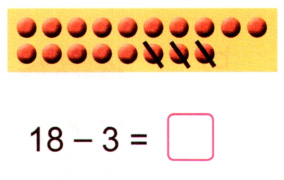 18 – 3 =